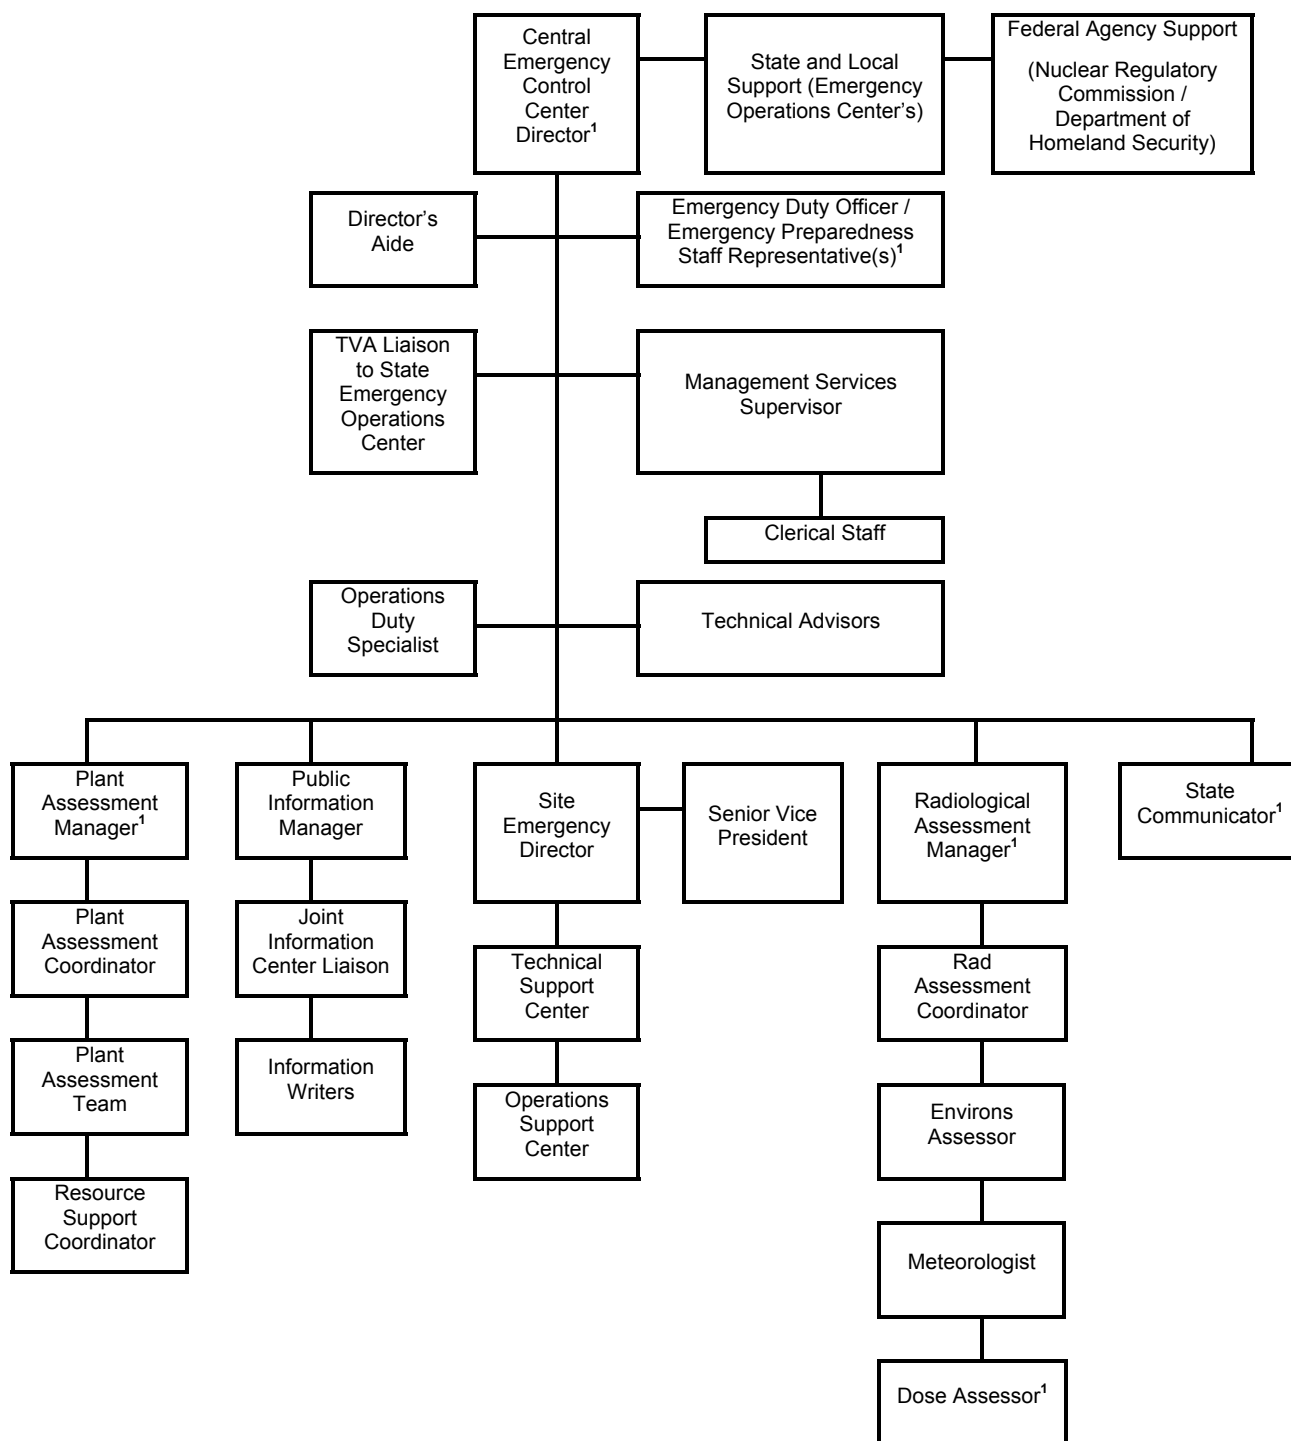 Central
Emergency
Control
Center
Director¹
State and Local
Support (Emergency
Operations Center's)
Federal Agency Support
(Nuclear Regulatory
Commission /
Department of
Homeland Security)
Director's
Aide
Emergency Duty Officer /
Emergency Preparedness
Staff Representative(s)¹
TVA Liaison
to State
Emergency
Operations
Center
Management Services
Supervisor
Clerical Staff
Operations
Duty
Specialist
Technical Advisors
Plant
Assessment
Manager¹
Public
Information
Manager
Site
Emergency
Director
Senior Vice
President
Radiological
Assessment
Manager¹
State
Communicator¹
Plant
Assessment
Coordinator
Joint
Information
Center Liaison
Technical
Support
Center
Rad
Assessment
Coordinator
Plant
Assessment
Team
Information
Writers
Operations
Support
Center
Environs
Assessor
Resource
Support
Coordinator
Meteorologist
Dose Assessor¹